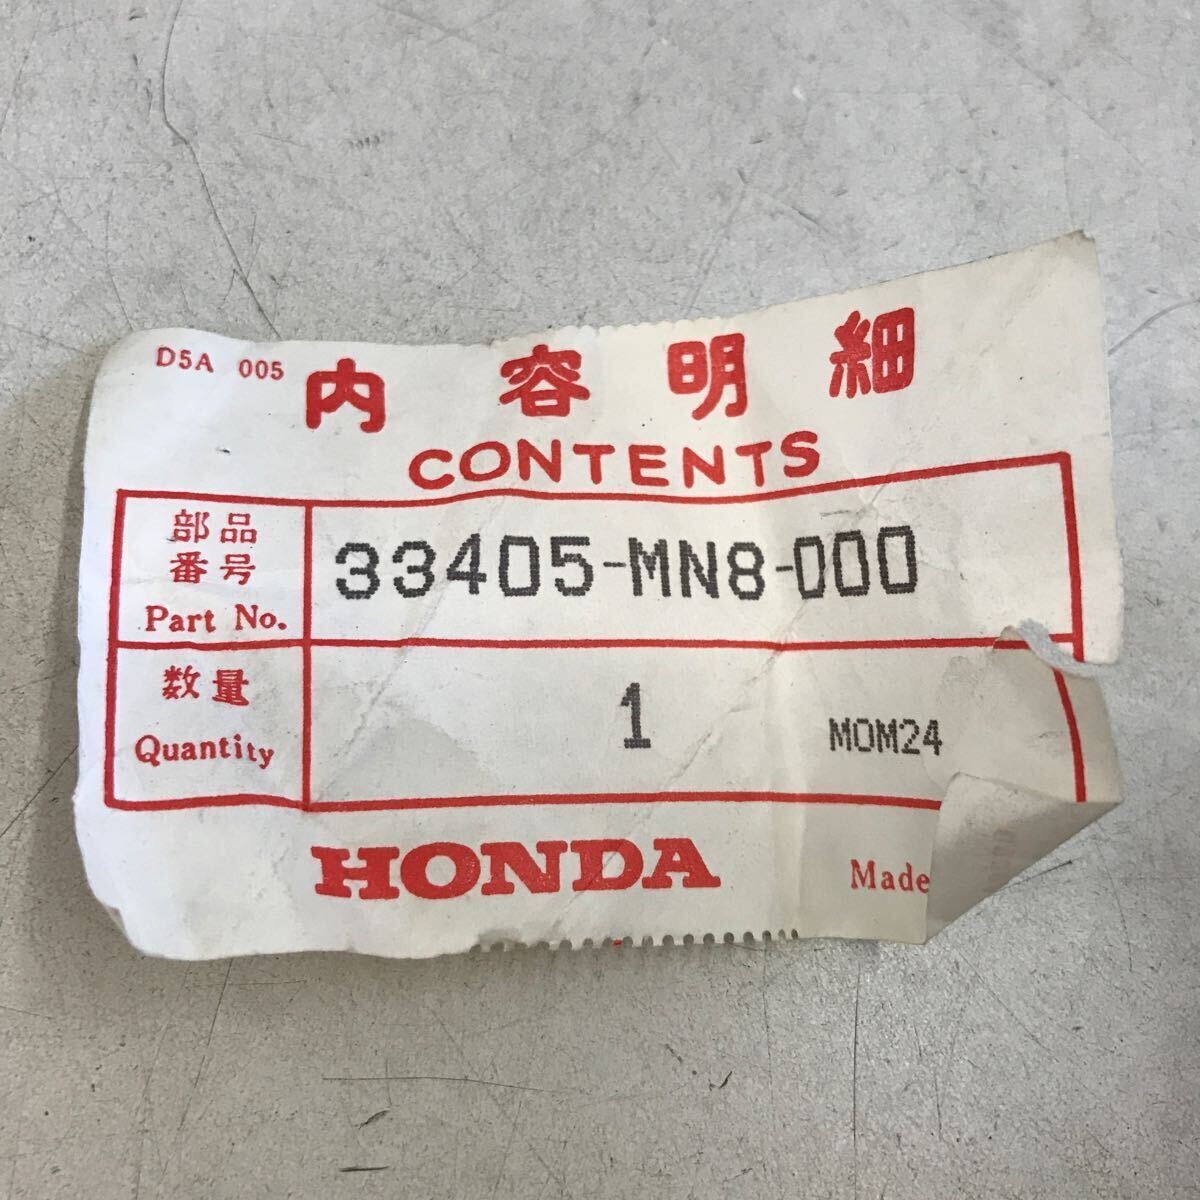 D5A 005
内容明細
CONTENTS
部品
番号
Part No.
33405-MN8-000
数量
Quantity
1
MOM24
HONDA
Made